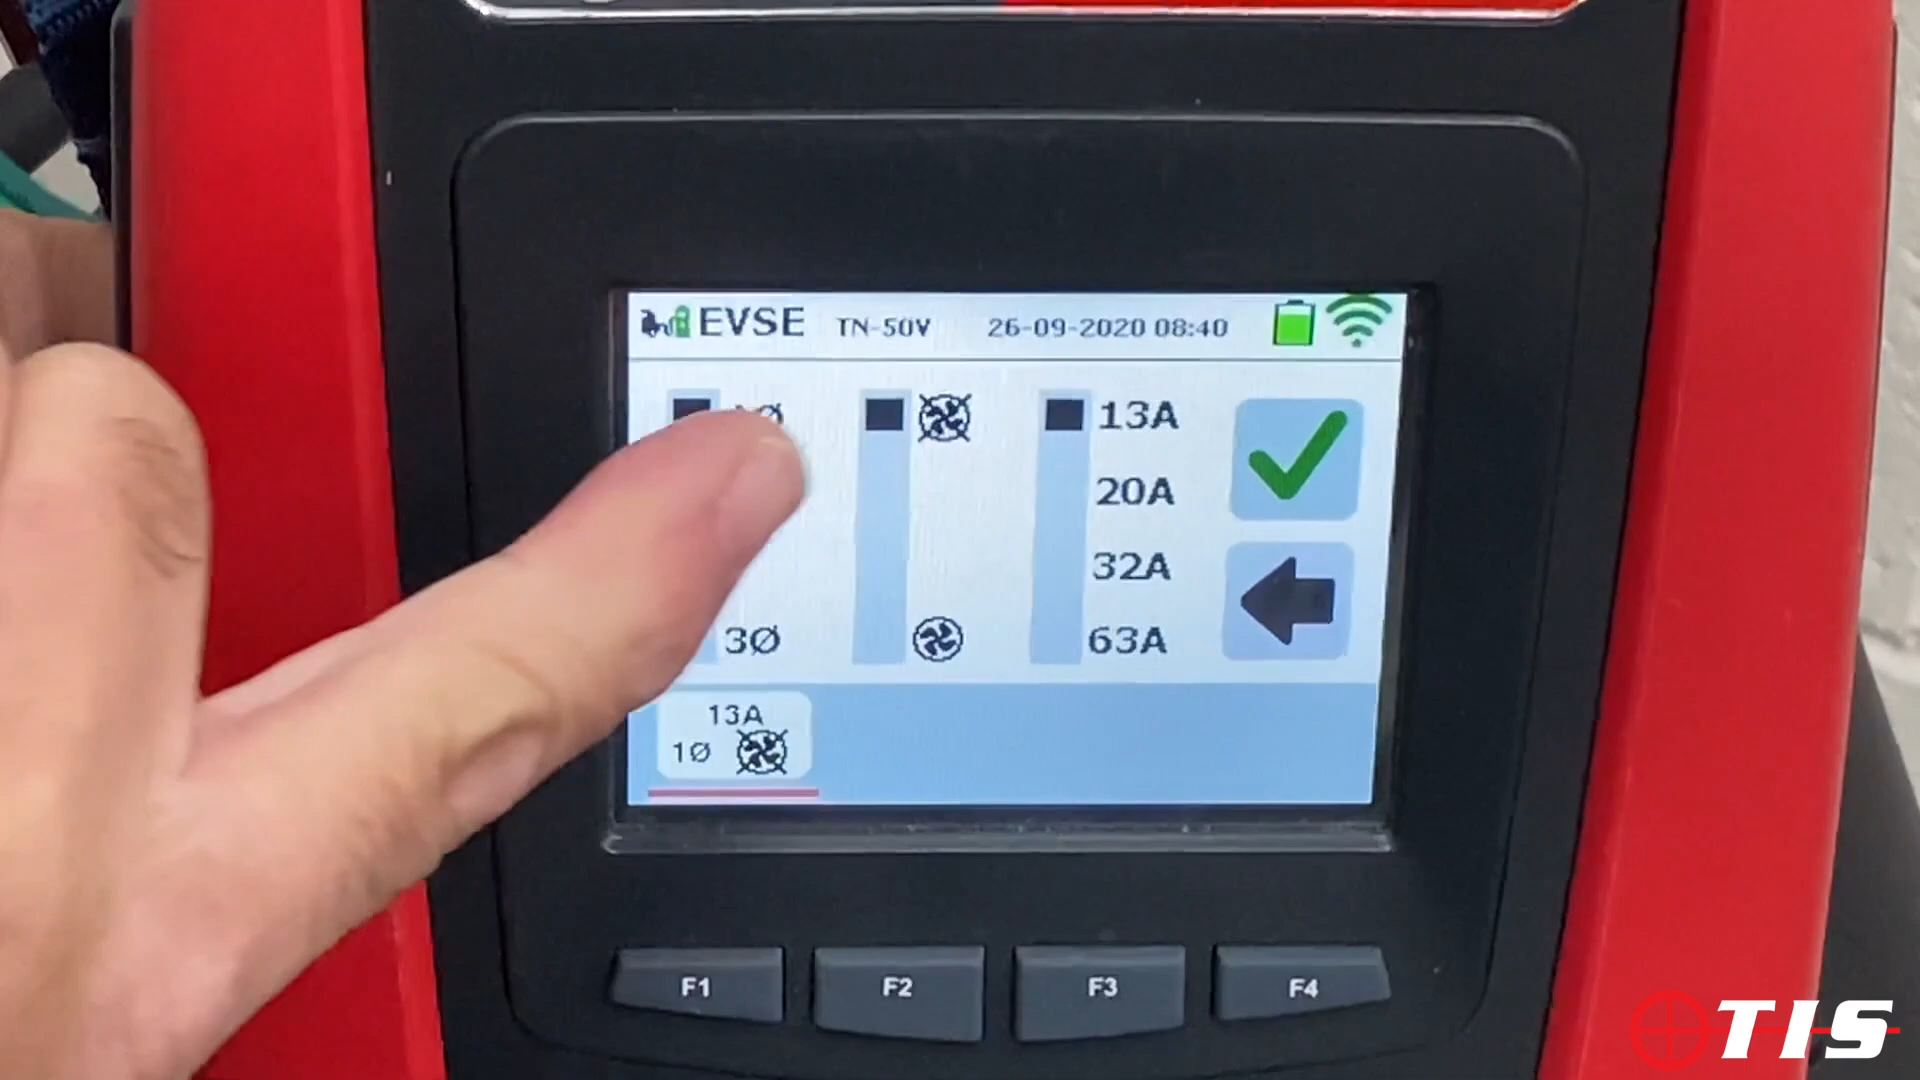 EVSE TN-50V 26-09-2020 08:40
1Ø 13A
20A
32A
3Ø 63A
13A
1Ø
F1 F2 F3 F4
TIS